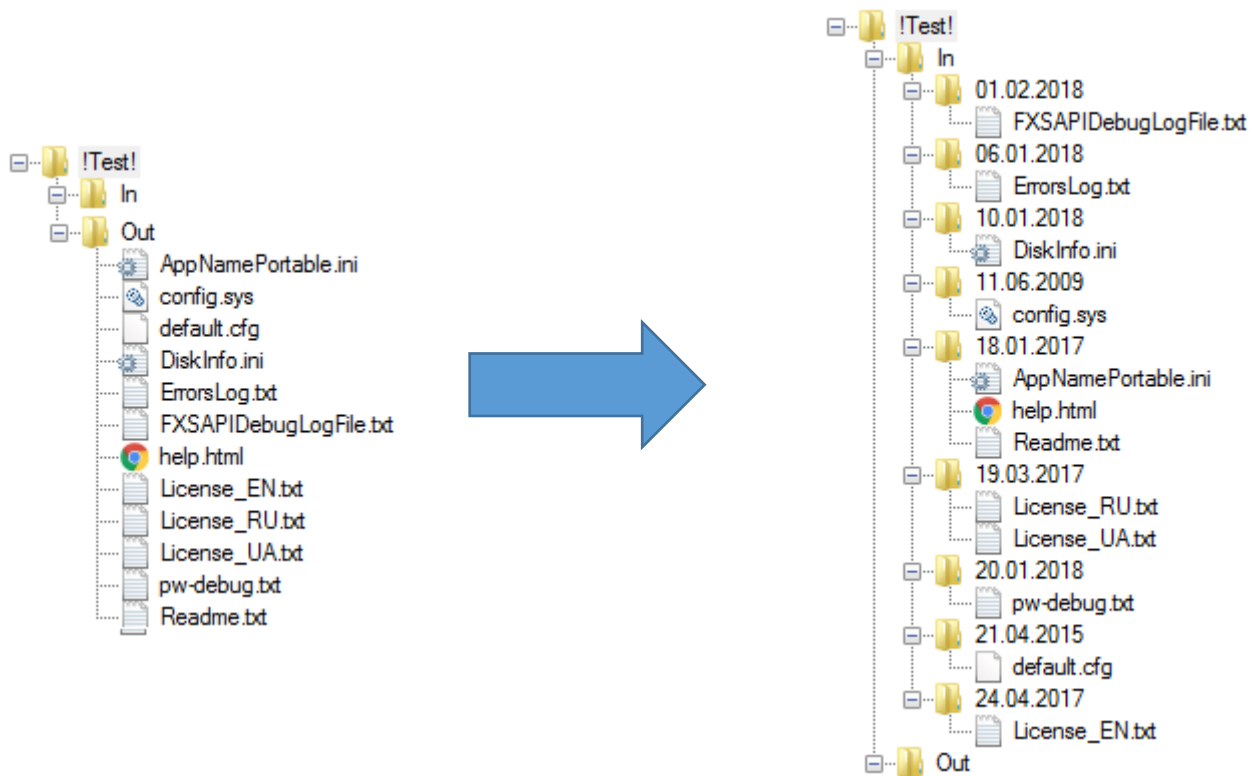 !Test!
In
Out
AppNamePortable.ini
config.sys
default.cfg
DiskInfo.ini
ErrorsLog.txt
FXSAPIDebugLogFile.txt
help.html
License_EN.txt
License_RU.txt
License_UA.txt
pw-debug.txt
Readme.txt
!Test!
In
01.02.2018
FXSAPIDebugLogFile.txt
06.01.2018
ErrorsLog.txt
10.01.2018
DiskInfo.ini
11.06.2009
config.sys
18.01.2017
AppNamePortable.ini
help.html
Readme.txt
19.03.2017
License_RU.txt
License_UA.txt
20.01.2018
pw-debug.txt
21.04.2015
default.cfg
24.04.2017
License_EN.txt
Out